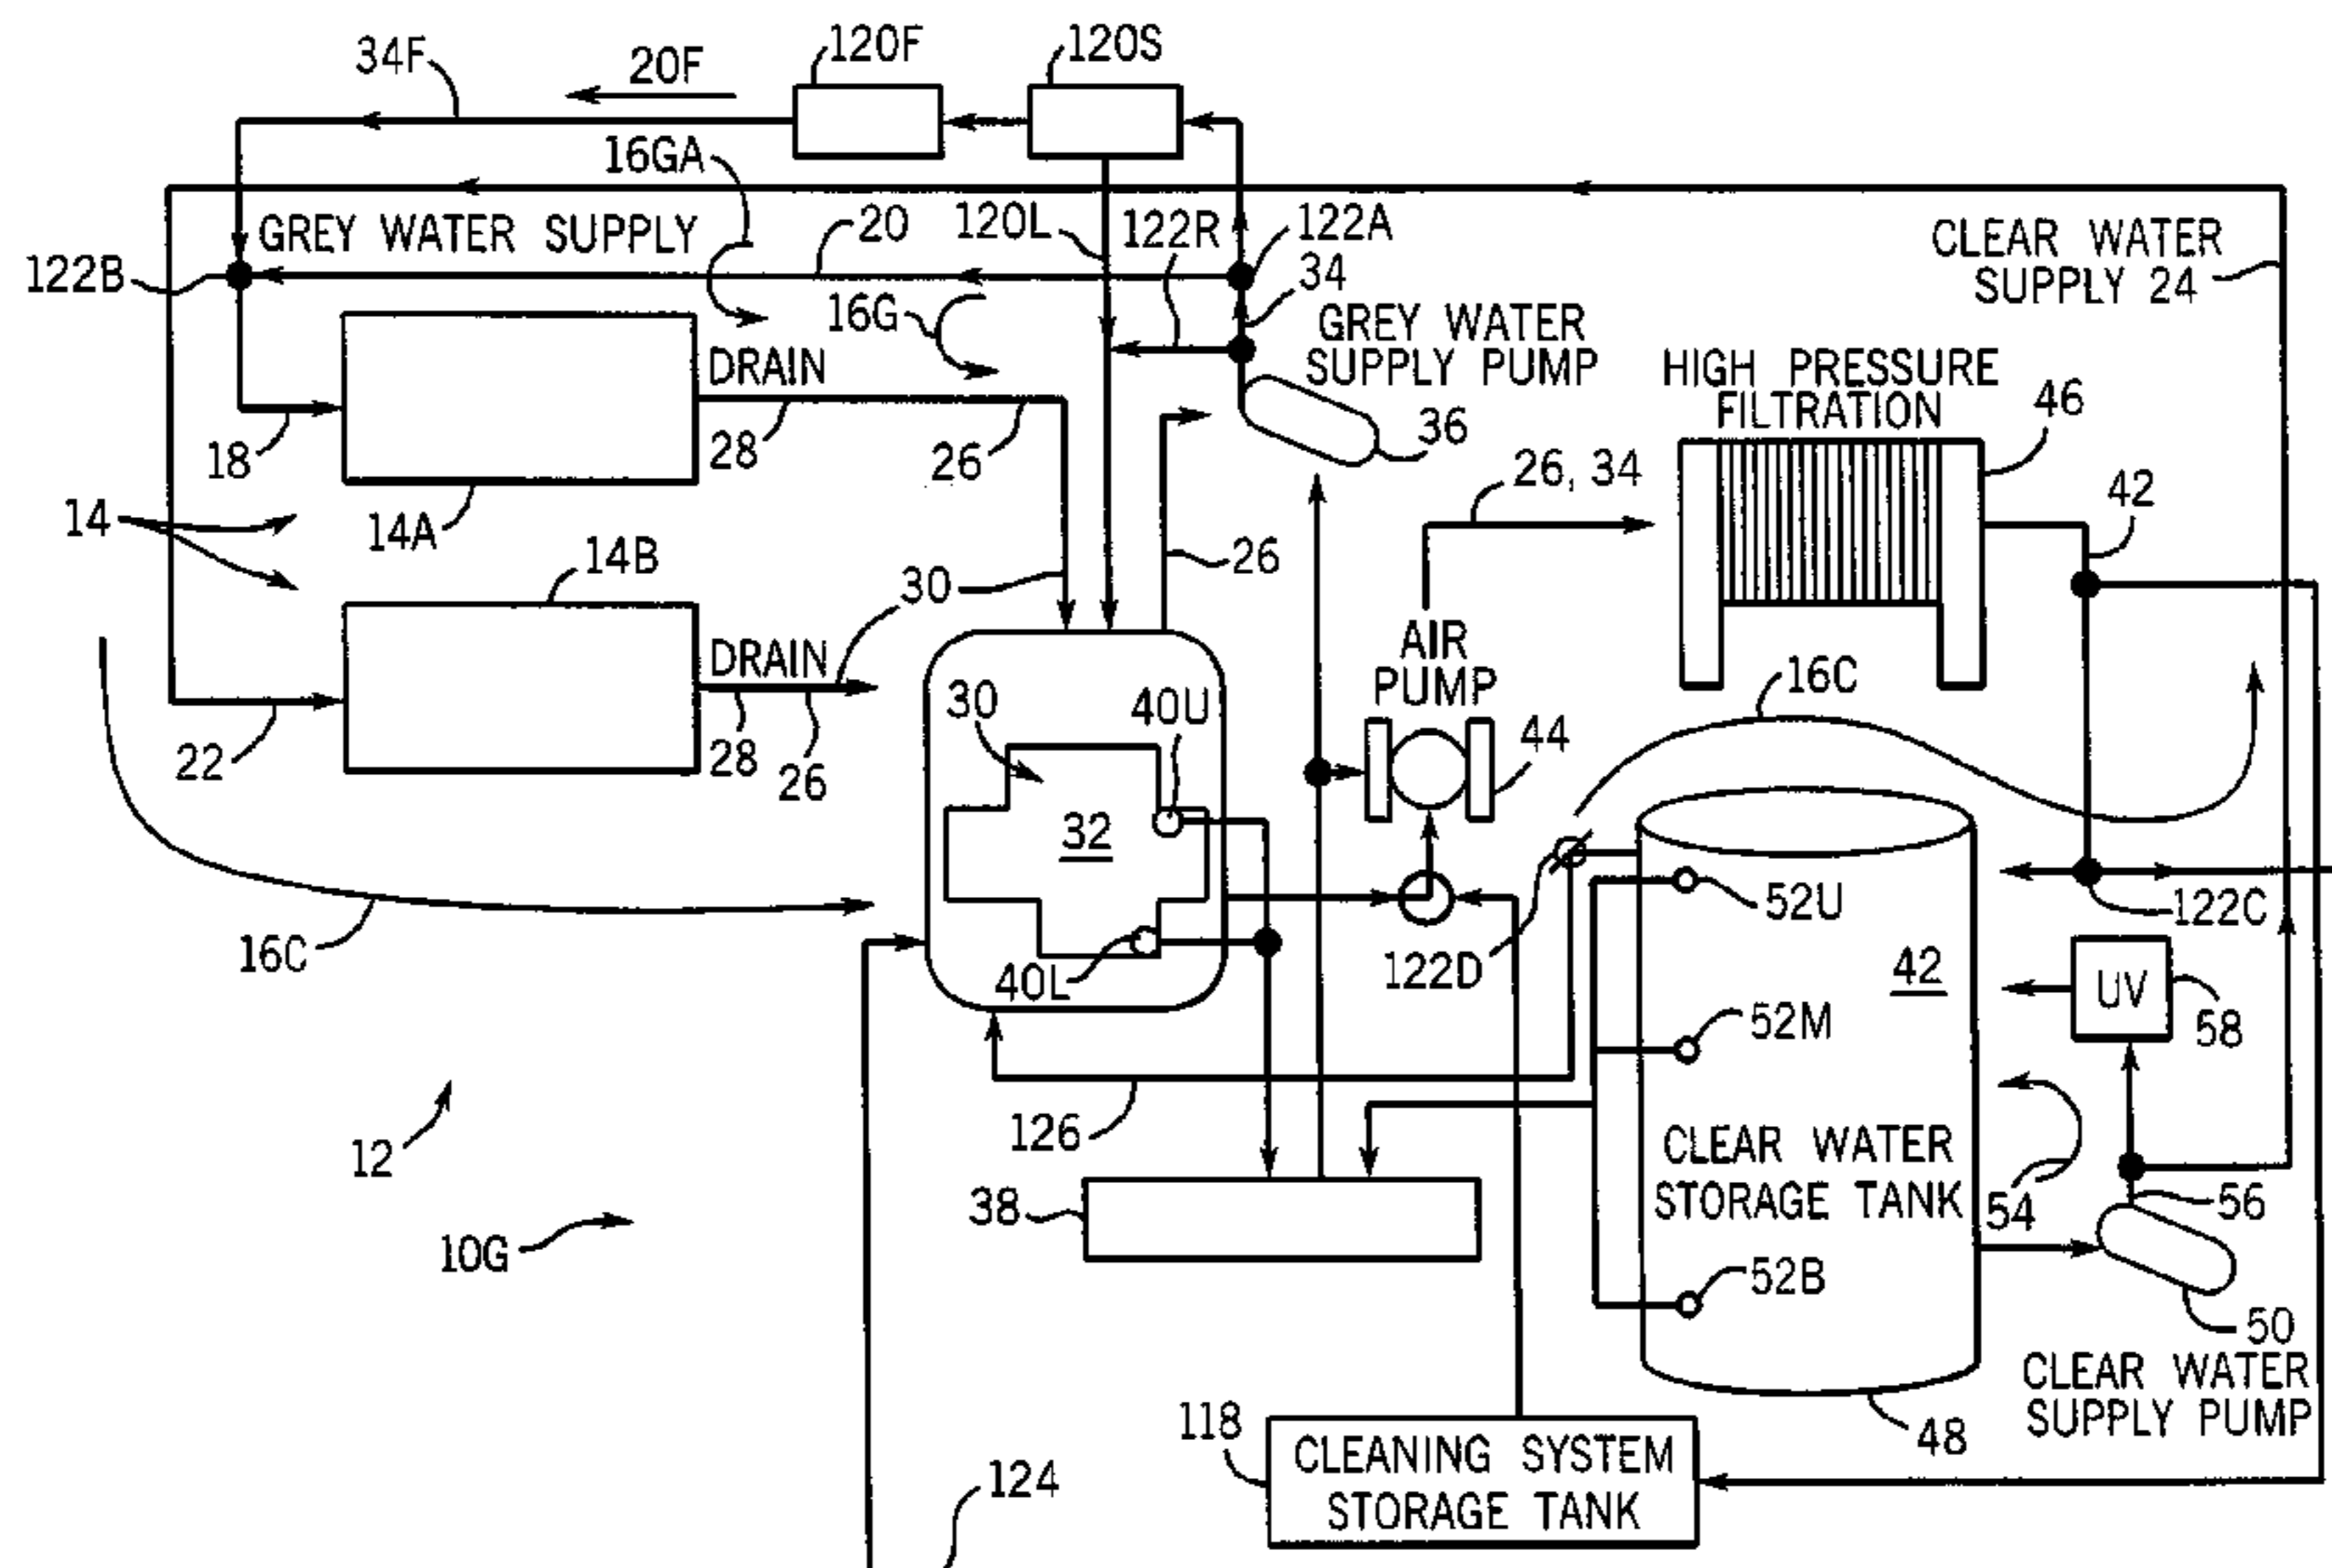 34F
20F
120F
120S
16GA
GREY WATER SUPPLY
20
120L
122R
122A
34
122B
16G
GREY WATER
SUPPLY PUMP
CLEAR WATER
SUPPLY 24
HIGH PRESSURE
FILTRATION
46
DRAIN
18
28
26
36
26, 34
42
14
14A
14B
30
26
AIR
PUMP
16C
DRAIN
30
40U
44
22
28
26
32
52U
122C
16C
40L
122D
42
UV
58
52M
12
126
CLEAR WATER
STORAGE TANK
54
56
38
10G
52B
50
CLEAR WATER
SUPPLY PUMP
118
CLEANING SYSTEM
STORAGE TANK
48
124